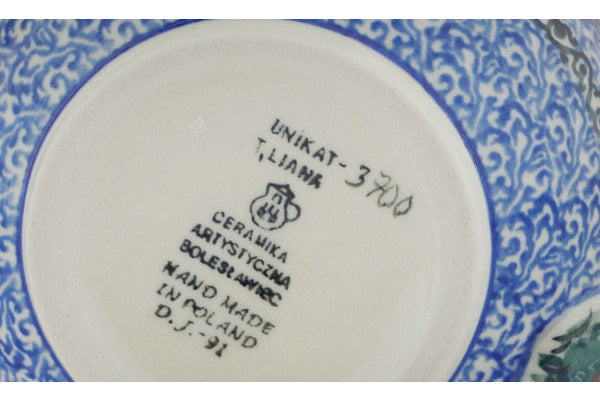 UNIKAT-3700
T,LIANA
CERAMIKA
ARTYSTYCZNA
BOLESŁAWIEC
HAND MADE
IN POLAND
D.J.-91